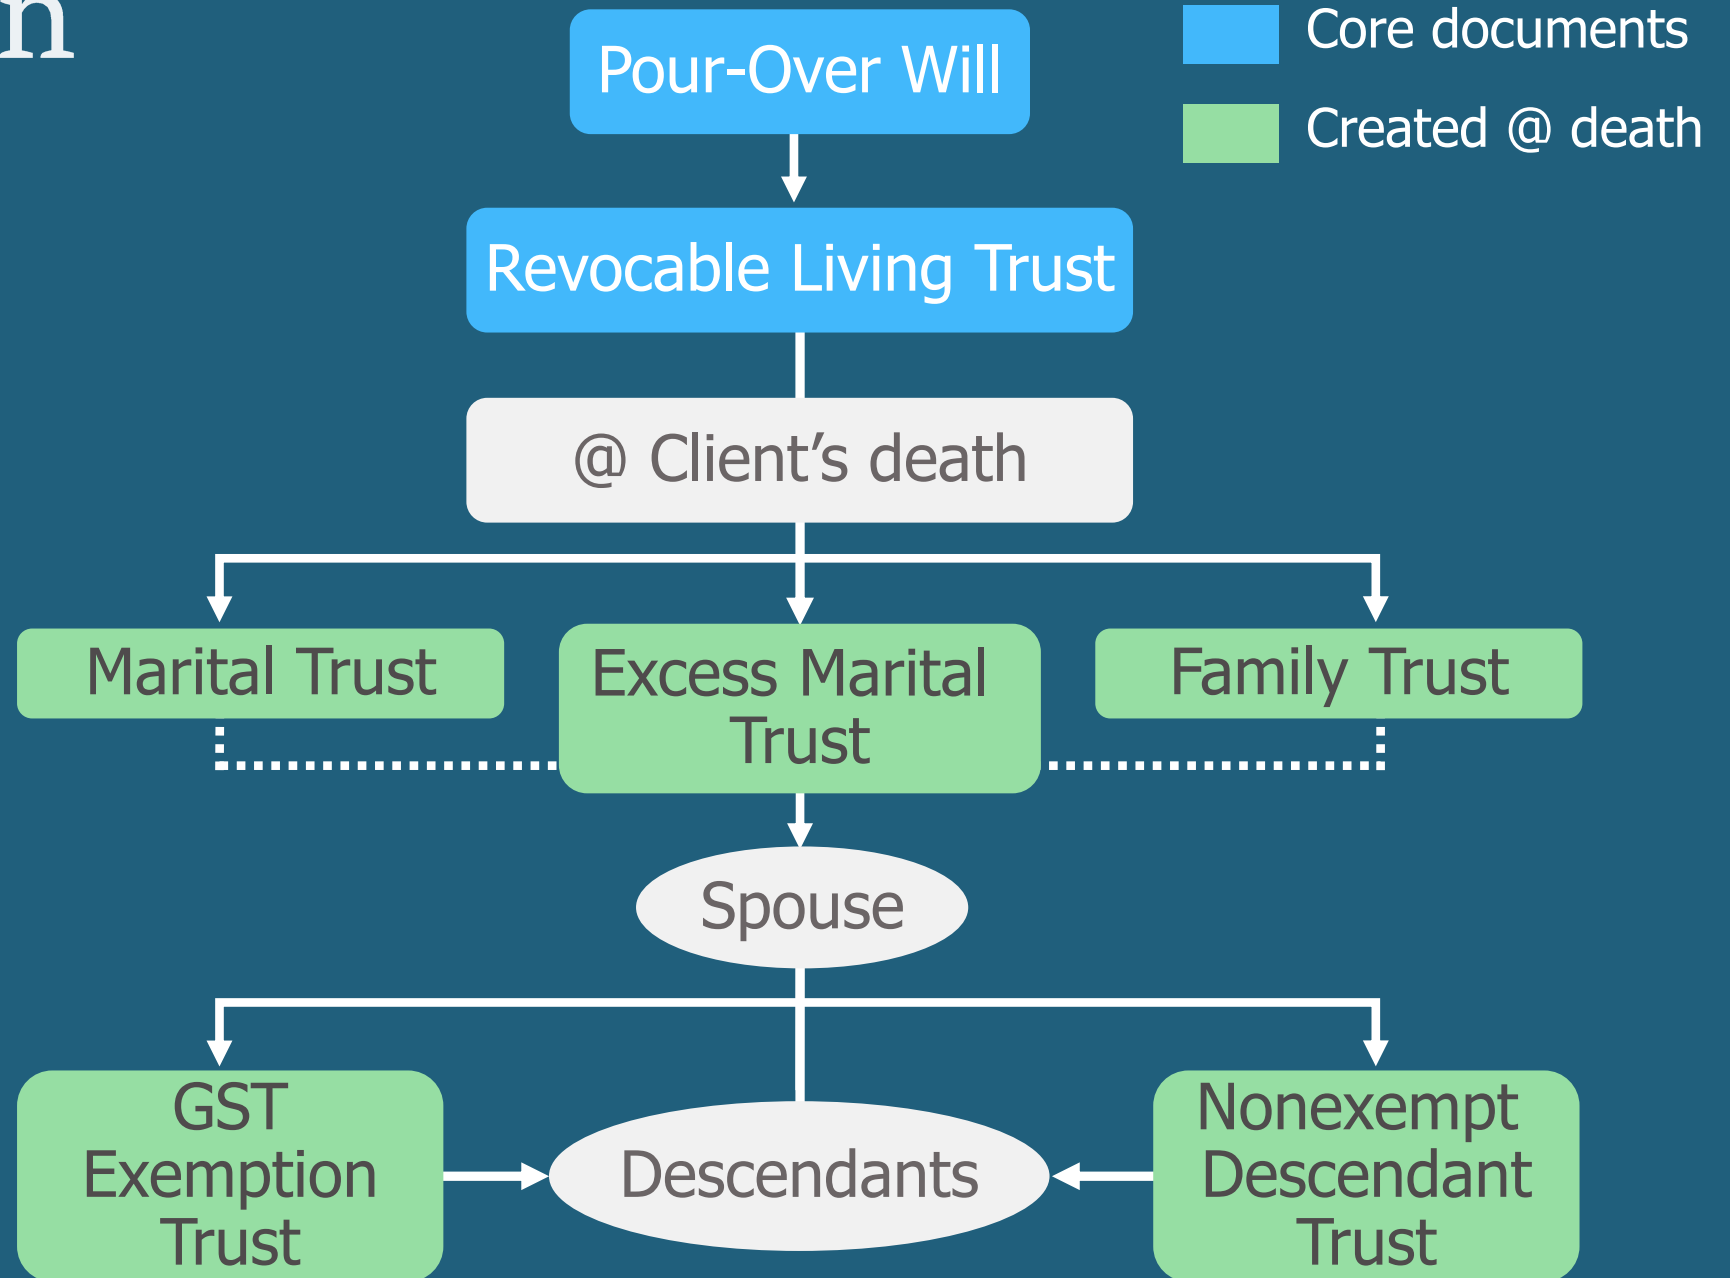 n
Core documents
Created @ death
Pour-Over Will
Revocable Living Trust
@ Client’s death
Marital Trust
Excess Marital
Trust
Family Trust
Spouse
GST
Exemption
Trust
Descendants
Nonexempt
Descendant
Trust